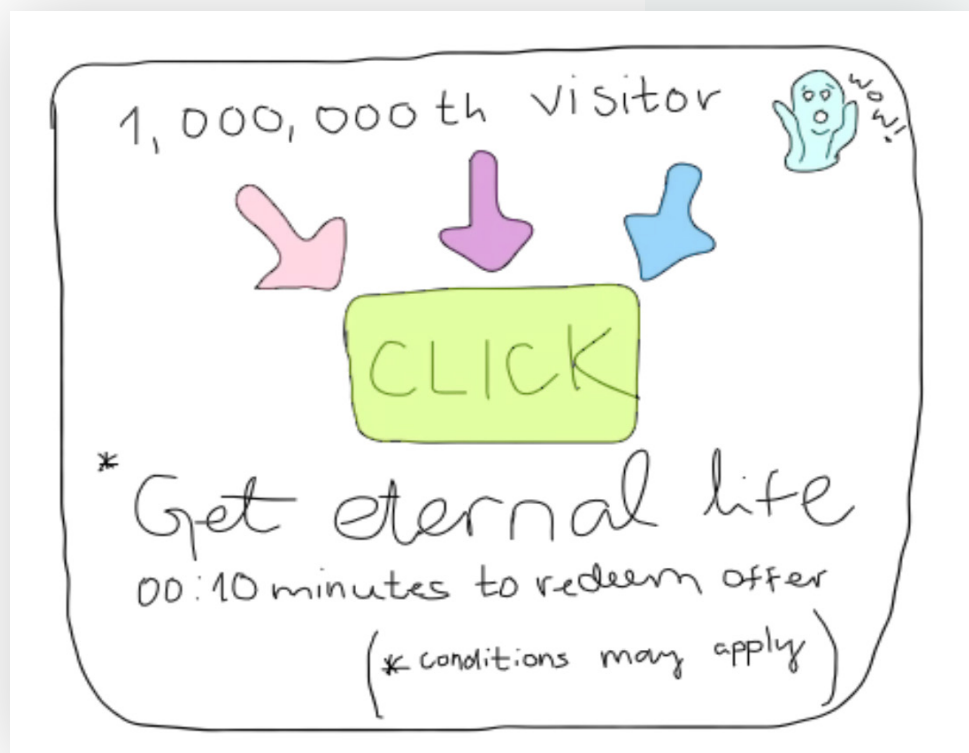 1,000,000th visitor
WOW!
CLICK
*Get eternal life
00:10 minutes to redeem offer
(*conditions may apply)